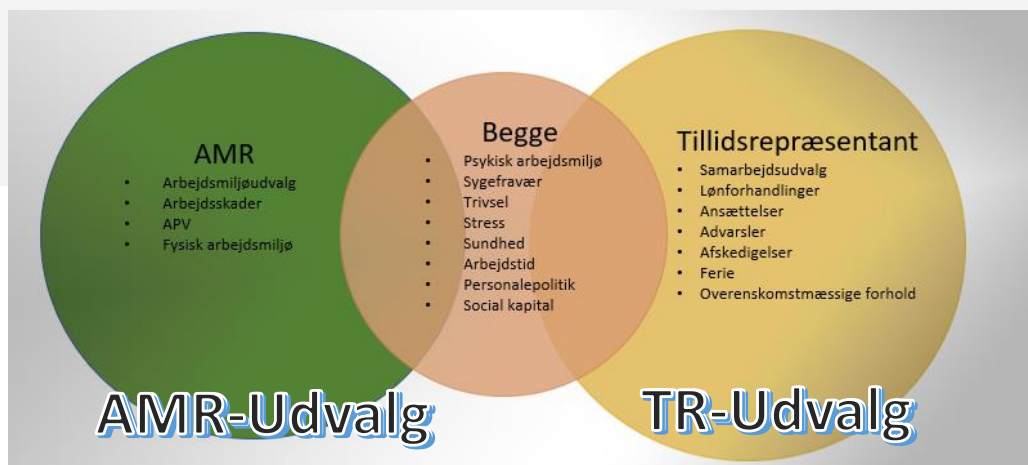 AMR
• Arbejdsmiljøudvalg
• Arbejdsskader
• APV
• Fysisk arbejdsmiljø
Begge
• Psykisk arbejdsmiljø
• Sygefravær
• Trivsel
• Stress
• Sundhed
• Arbejdstid
• Personalepolitik
• Social kapital
Tillidsrepræsentant
• Samarbejdsudvalg
• Lønforhandlinger
• Ansættelser
• Advarsler
• Afskedigelser
• Ferie
• Overenskomstmæssige forhold
AMR-Udvalg
TR-Udvalg